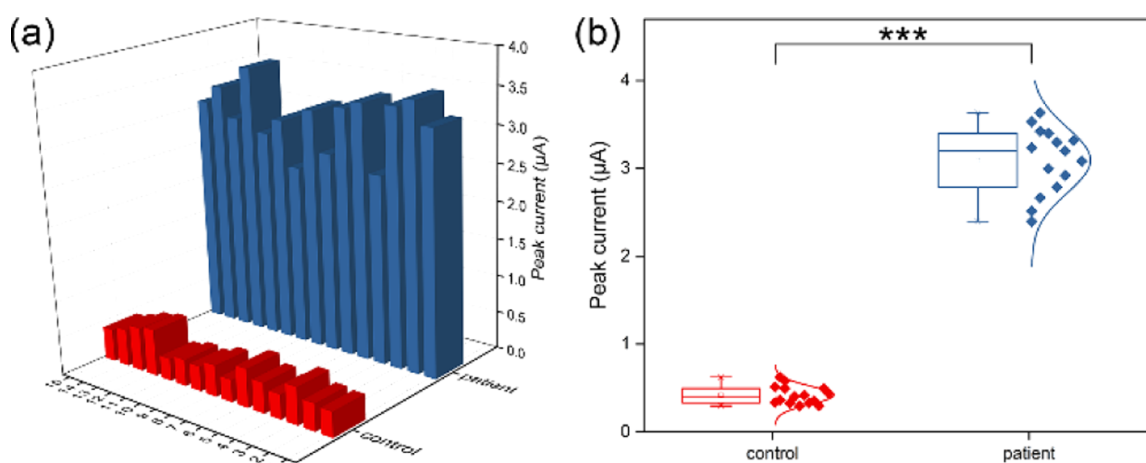 (a)
4.0
3.5
3.0
2.5
2.0
1.5
1.0
0.5
0.0
Peak current (μA)
patient
control
(b)
***
4
3
2
1
0
Peak current (μA)
control
patient